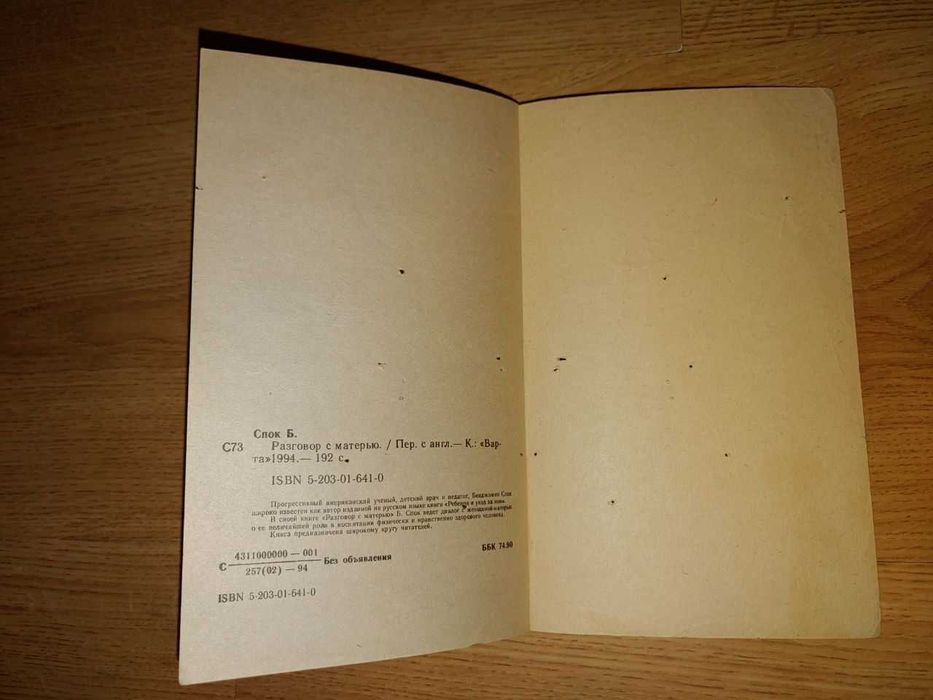 Спок Б.
С73 Разговор с матерью. / Пер. с англ.— К.: «Вар-
та»1994.— 192 с.
ISBN 5-203-01-641-0
Прогрессивный американский ученый, детский врач и педагог, Бенджамин Спок
широко известен как автор изданной на русском языке книги «Ребенок и уход за ним».
В своей книге «Разговор с матерью» Б. Спок ведет диалог с женщиной-матерью
о ее величайшей роли в воспитании физически и нравственно здорового человека.
Книга предназначена широкому кругу читателей.
С 4311000000 — 001
257(02) — 94
Без объявления
ББК 74.90
ISBN 5-203-01-641-0